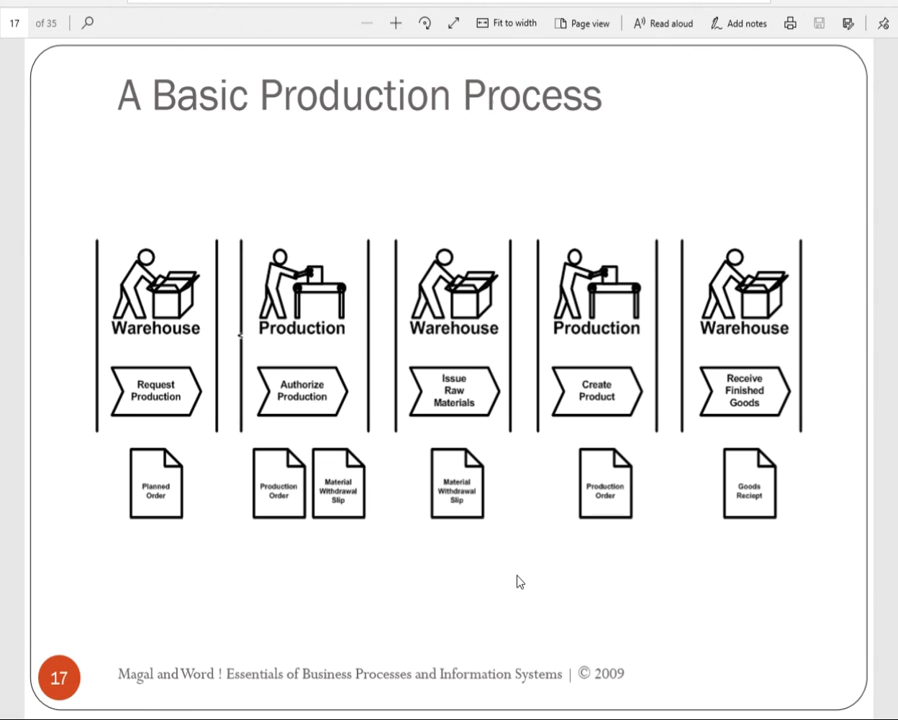 17 of 35 Fit to width Page view Read aloud Add notes
A Basic Production Process
Warehouse Production Warehouse Production Warehouse
Request
Production
Authorize
Production
Issue
Raw
Materials
Create
Product
Receive
Finished
Goods
Planned
Order
Production
Order
Material
Withdrawal
Slip
Material
Withdrawal
Slip
Production
Order
Goods
Reciept
17 Magal and Word ! Essentials of Business Processes and Information Systems | © 2009